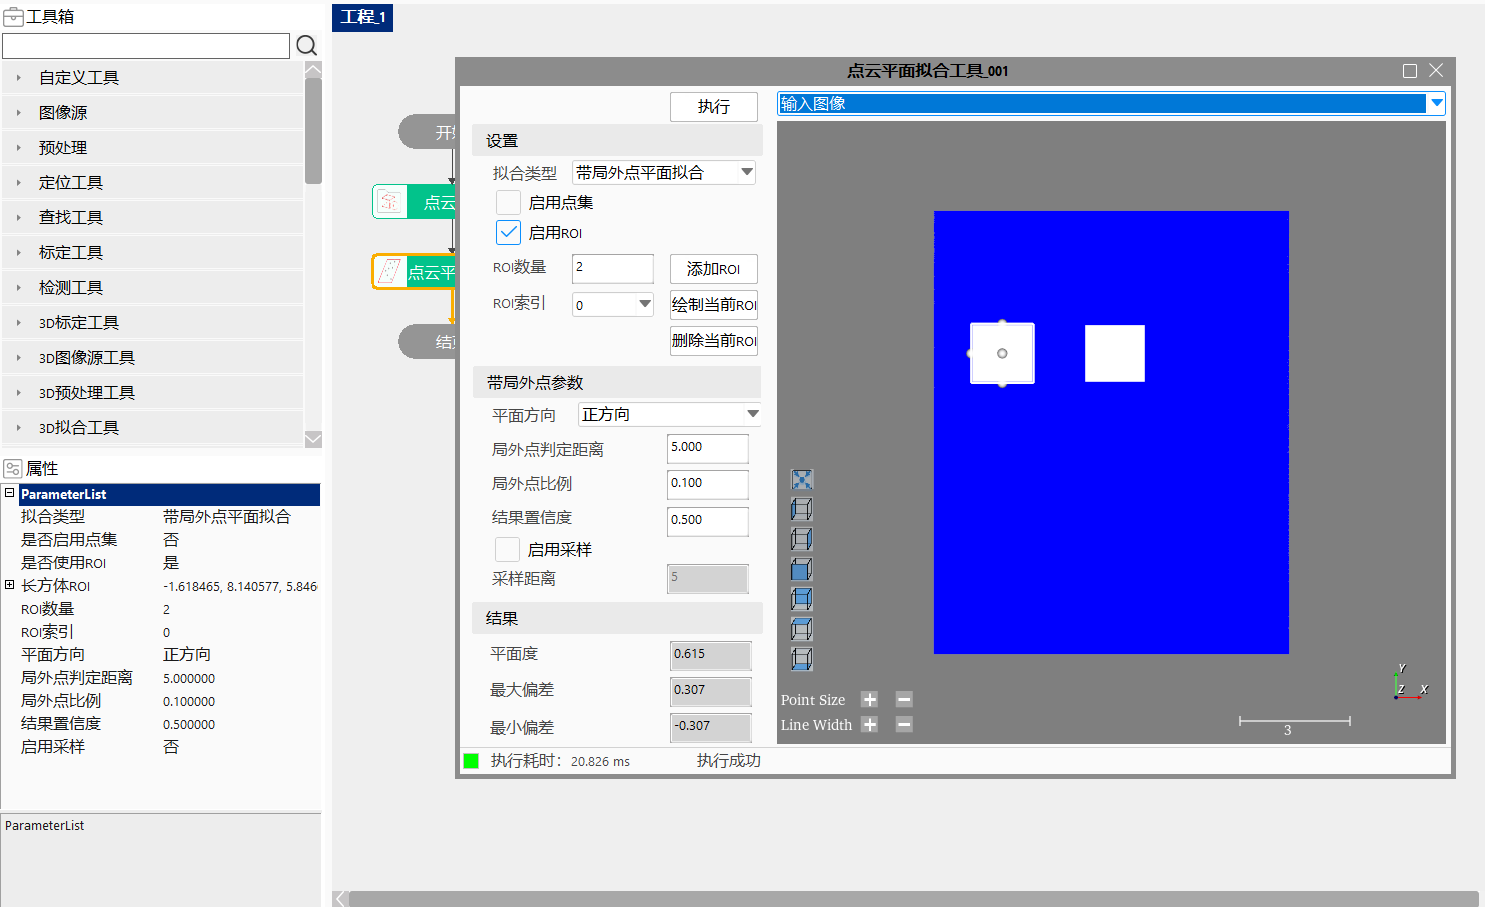 工具箱
自定义工具
图像源
预处理
定位工具
查找工具
标定工具
检测工具
3D标定工具
3D图像源工具
3D预处理工具
3D拟合工具
属性
ParameterList
拟合类型 带局外点平面拟合
是否启用点集 否
是否使用ROI 是
长方体ROI -1.618465, 8.140577, 5.846
ROI数量 2
ROI索引 0
平面方向 正方向
局外点判定距离 5.000000
局外点比例 0.100000
结果置信度 0.500000
启用采样 否
ParameterList
工程_1
点云
点云平
点云平面拟合工具_001
执行
设置
拟合类型 带局外点平面拟合
启用点集
启用ROI
ROI数量 2 添加ROI
ROI索引 0 绘制当前ROI
删除当前ROI
带局外点参数
平面方向 正方向
局外点判定距离 5.000
局外点比例 0.100
结果置信度 0.500
启用采样
采样距离 5
结果
平面度 0.615
最大偏差 0.307
最小偏差 -0.307
执行耗时： 20.826 ms 执行成功
输入图像
Point Size
Line Width
Y
Z X
3